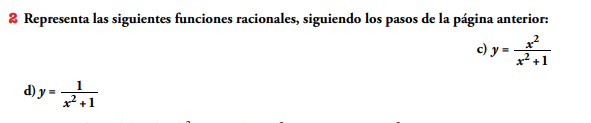 2 Representa las siguientes funciones racionales, siguiendo los pasos de la página anterior:
c) y = x² / (x² + 1)
d) y = 1 / (x² + 1)